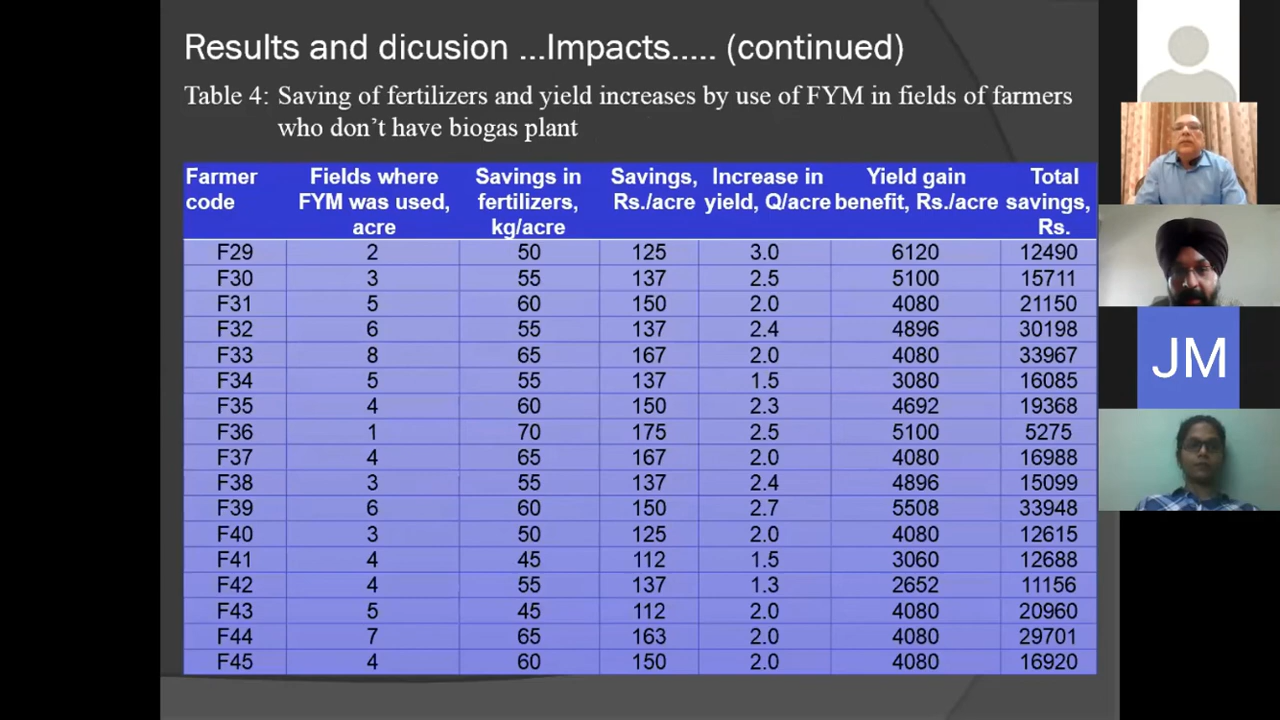 Results and dicusion ...Impacts..... (continued)
Table 4: Saving of fertilizers and yield increases by use of FYM in fields of farmers
who don’t have biogas plant
Farmer code | Fields where FYM was used, acre | Savings in fertilizers, kg/acre | Savings, Rs./acre | Increase in yield, Q/acre | Yield gain benefit, Rs./acre | Total savings, Rs.
F29 2 50 125 3.0 6120 12490
F30 3 55 137 2.5 5100 15711
F31 5 60 150 2.0 4080 21150
F32 6 55 137 2.4 4896 30198
F33 8 65 167 2.0 4080 33967
F34 5 55 137 1.5 3080 16085
F35 4 60 150 2.3 4692 19368
F36 1 70 175 2.5 5100 5275
F37 4 65 167 2.0 4080 16988
F38 3 55 137 2.4 4896 15099
F39 6 60 150 2.7 5508 33948
F40 3 50 125 2.0 4080 12615
F41 4 45 112 1.5 3060 12688
F42 4 55 137 1.3 2652 11156
F43 5 45 112 2.0 4080 20960
F44 7 65 163 2.0 4080 29701
F45 4 60 150 2.0 4080 16920
JM